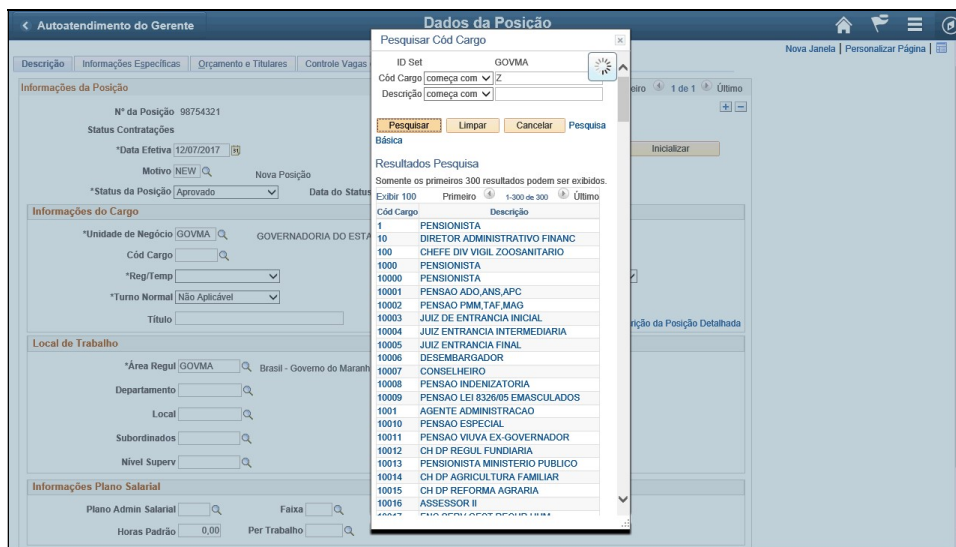 Autoatendimento do Gerente
Dados da Posição
Nova Janela | Personalizar Página |
Descrição Informações Específicas Orçamento e Titulares Controle Vagas
Informações da Posição
1 de 1 Último
Nº da Posição 98754321
Status Contratações
*Data Efetiva 12/07/2017
Inicializar
Motivo NEW Nova Posição
*Status da Posição Aprovado Data do Status
Informações do Cargo
*Unidade de Negócio GOVMA GOVERNADORIA DO ESTA
Cód Cargo
*Reg/Temp
*Turno Normal Não Aplicável
Título
rição da Posição Detalhada
Local de Trabalho
*Área Regul GOVMA Brasil - Governo do Maranh
Departamento
Local
Subordinados
Nível Superv
Informações Plano Salarial
Plano Admin Salarial Faixa
Horas Padrão 0,00 Per Trabalho
Pesquisar Cód Cargo
ID Set GOVMA
Cód Cargo começa com Z
Descrição começa com
Pesquisar Limpar Cancelar Pesquisa
Básica
Resultados Pesquisa
Somente os primeiros 300 resultados podem ser exibidos.
Exibir 100 Primeiro 1-300 de 300 Último
Cód Cargo Descrição
1 PENSIONISTA
10 DIRETOR ADMINISTRATIVO FINANC
100 CHEFE DIV VIGIL ZOOSANITARIO
1000 PENSIONISTA
10000 PENSIONISTA
10001 PENSAO ADO,ANS,APC
10002 PENSAO PMM,TAF,MAG
10003 JUIZ DE ENTRANCIA INICIAL
10004 JUIZ ENTRANCIA INTERMEDIARIA
10005 JUIZ ENTRANCIA FINAL
10006 DESEMBARGADOR
10007 CONSELHEIRO
10008 PENSAO INDENIZATORIA
10009 PENSAO LEI 8326/05 EMASCULADOS
1001 AGENTE ADMINISTRACAO
10010 PENSAO ESPECIAL
10011 PENSAO VIUVA EX-GOVERNADOR
10012 CH DP REGUL FUNDIARIA
10013 PENSIONISTA MINISTERIO PUBLICO
10014 CH DP AGRICULTURA FAMILIAR
10015 CH DP REFORMA AGRARIA
10016 ASSESSOR II